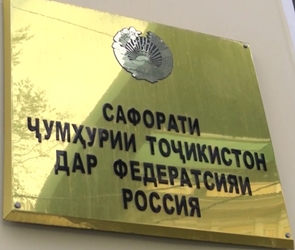 САФОРАТИ
ҶУМҲУРИИ ТОҶИКИСТОН
ДАР ФЕДЕРАТСИЯИ
РОССИЯ